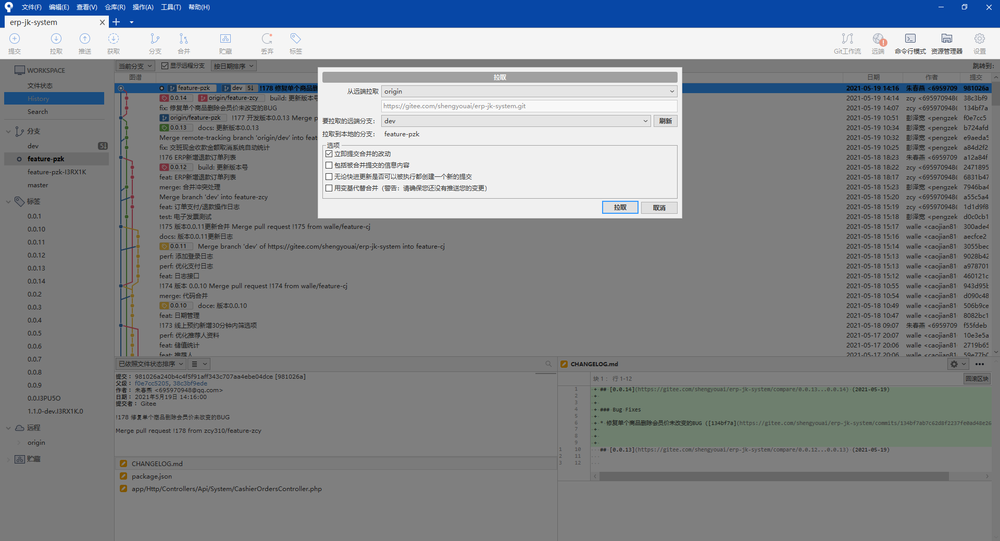 文件(F) 编辑(E) 查看(V) 仓库(R) 操作(A) 工具(T) 帮助(H)
erp-jk-system
提交 拉取 推送 获取 分支 合并 贮藏 丢弃 标签 Git工作流 远端 命令行模式 资源管理器 设置
WORKSPACE
文件状态
History
Search
分支
dev 5↓
feature-pzk
feature-pzk-I3RX1K
master
标签
0.0.1
0.0.10
0.0.11
0.0.12
0.0.13
0.0.14
0.0.2
0.0.3
0.0.4
0.0.5
0.0.6
0.0.7
0.0.8
0.0.9
0.0.I3PU5O
1.1.0-dev.I3RX1K.0
远程
origin
贮藏
当前分支 显示远程分支 按日期排序 跳转到:
图谱 日期 作者 提交
feature-pzk dev 5↓ !178 修复单个商品删 2021-05-19 14:16 朱春燕 <6959709 981026a
0.0.14 origin/feature-zcy build: 更新版本号 2021-05-19 14:14 zcy <695970948 38c3bf9
fix: 修复单个商品删除会员价未改变的BUG 2021-05-19 14:07 zcy <695970948 134bf7a
origin/feature-pzk !177 开发版本0.0.13 Merge p 2021-05-19 10:51 彭泽宽 <pengzek f0e7cc5
0.0.13 docs: 更新版本0.0.13 2021-05-19 10:34 彭泽宽 <pengzek b724afd
Merge remote-tracking branch 'origin/dev' into feat 2021-05-19 10:32 彭泽宽 <pengzek e9aeda5
fix: 交班现金收款金额取消系统自动统计 2021-05-19 10:25 彭泽宽 <pengzek a84d2f2
!176 ERP新增退款订单列表 2021-05-18 18:23 朱春燕 <6959709 a12a84f
0.0.12 build: 更新版本号 2021-05-18 18:22 zcy <695970948 2471895
feat: ERP新增退款订单列表 2021-05-18 18:17 zcy <695970948 6831b47
merge: 合并冲突处理 2021-05-18 15:23 彭泽宽 <pengzek 7946ba4
Merge branch 'dev' into feature-zcy 2021-05-18 15:20 zcy <695970948 a55c5a4
feat: 订单支付/退款操作日志 2021-05-18 15:19 zcy <695970948 1d1d9f8
test: 电子发票测试 2021-05-18 15:18 彭泽宽 <pengzek d0c0cb1
!175 版本0.0.11更新合并 Merge pull request !175 from walle/feature-cj 2021-05-18 15:17 walle <caojian81 300ade4
docs: 版本0.0.11更新日志 2021-05-18 15:16 walle <caojian81 aecfce2
0.0.11 Merge branch 'dev' of https://gitee.com/shengyouai/erp-jk-system into feature-cj 2021-05-18 15:14 walle <caojian81 3055bec
perf: 添加登录日志 2021-05-18 15:13 walle <caojian81 9028b42
perf: 优化支付日志 2021-05-18 15:13 walle <caojian81 a978701
feat: 日志接口 2021-05-18 15:12 walle <caojian81 460121c
!174 版本 0.0.10 Merge pull request !174 from walle/feature-cj 2021-05-18 10:55 walle <caojian81 943d95b
merge: 代码合并 2021-05-18 10:54 walle <caojian81 d090c48
0.0.10 doce: 版本0.0.10 2021-05-18 10:49 walle <caojian81 506b9ce
feat: 日期管理 2021-05-18 10:47 walle <caojian81 8082bc1
!173 线上预约新增30分钟内筛选项 2021-05-18 09:07 朱春燕 <6959709 f55fdeb
perf: 优化推荐人资料 2021-05-17 20:07 walle <caojian81 10e3e5a
feat: 储值统计 2021-05-17 20:06 walle <caojian81 2719b65
feat: 推荐人 2021-05-17 20:06 walle <caojian81 59e77b0
拉取
从远端拉取 origin
https://gitee.com/shengyouai/erp-jk-system.git
要拉取的远端分支: dev 刷新
拉取到本地的分支: feature-pzk
选项
立即提交合并的改动
包括被合并提交的信息内容
无论快进更新是否可以被执行都创建一个新的提交
用变基代替合并（警告：请确保您还没有推送您的变更）
拉取 取消
已依照文件状态排序
提交: 981026a240b4c4f5f91aff343c707aa4ebe04dce [981026a]
父级: f0e7cc5205, 38c3bf9ede
作者: 朱春燕 <695970948@qq.com>
日期: 2021年5月19日 14:16:00
提交者: Gitee
!178 修复单个商品删除会员价未改变的BUG
Merge pull request !178 from zcy310/feature-zcy
CHANGELOG.md
package.json
app/Http/Controllers/Api/System/CashierOrdersController.php
CHANGELOG.md
块 1: 行 1-12 回滚区块
1 + ## [0.0.14](https://gitee.com/shengyouai/erp-jk-system/compare/0.0.13...0.0.14) (2021-05-19)
2 +
3 +
4 + ### Bug Fixes
5 +
6 + * 修复单个商品删除会员价未改变的BUG ([134bf7a](https://gitee.com/shengyouai/erp-jk-system/commits/134bf7ab7c62d8f2237fe0ad48e26
7 +
8 +
9 +
1 10 ## [0.0.13](https://gitee.com/shengyouai/erp-jk-system/compare/0.0.12...0.0.13) (2021-05-19)
2 11
3 12